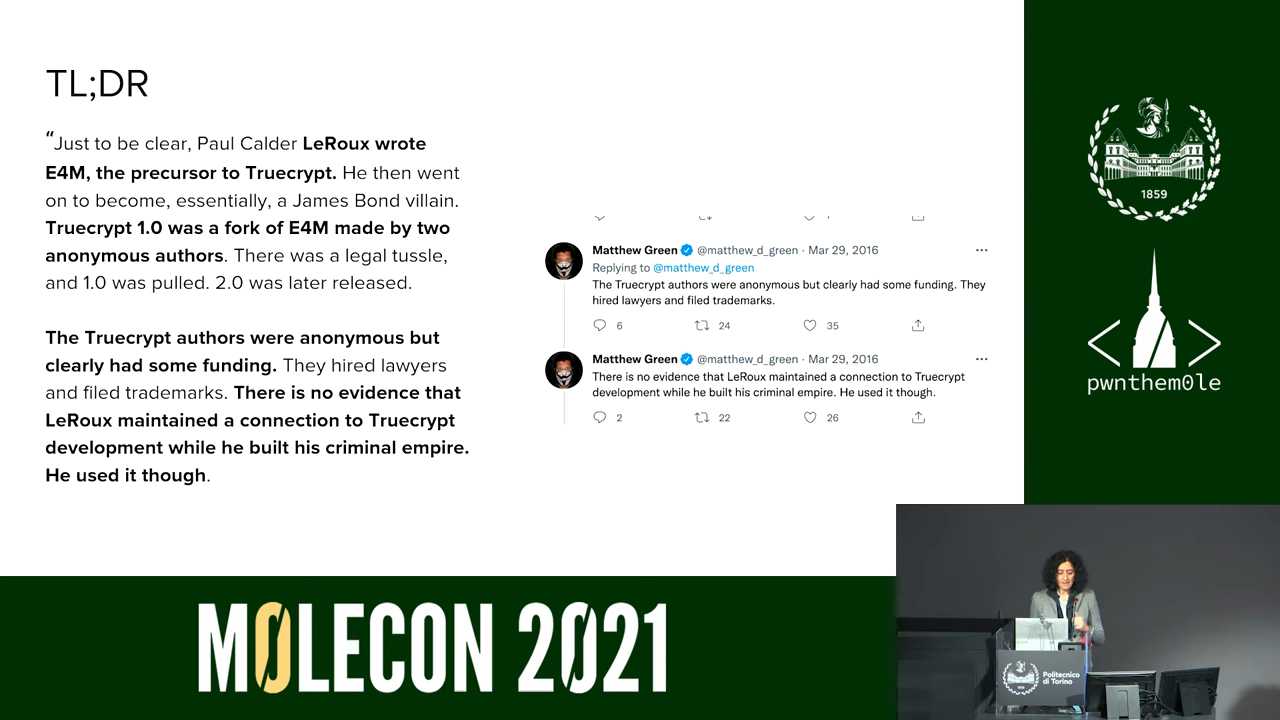 TL;DR
“Just to be clear, Paul Calder LeRoux wrote
E4M, the precursor to Truecrypt. He then went
on to become, essentially, a James Bond villain.
Truecrypt 1.0 was a fork of E4M made by two
anonymous authors. There was a legal tussle,
and 1.0 was pulled. 2.0 was later released.
The Truecrypt authors were anonymous but
clearly had some funding. They hired lawyers
and filed trademarks. There is no evidence that
LeRoux maintained a connection to Truecrypt
development while he built his criminal empire.
He used it though.
Matthew Green @matthew_d_green · Mar 29, 2016
Replying to @matthew_d_green
The Truecrypt authors were anonymous but clearly had some funding. They
hired lawyers and filed trademarks.
6 24 35
Matthew Green @matthew_d_green · Mar 29, 2016
There is no evidence that LeRoux maintained a connection to Truecrypt
development while he built his criminal empire. He used it though.
2 22 26
1859
< >
pwnthem0le
MOLECON 2021
Politecnico
di Torino